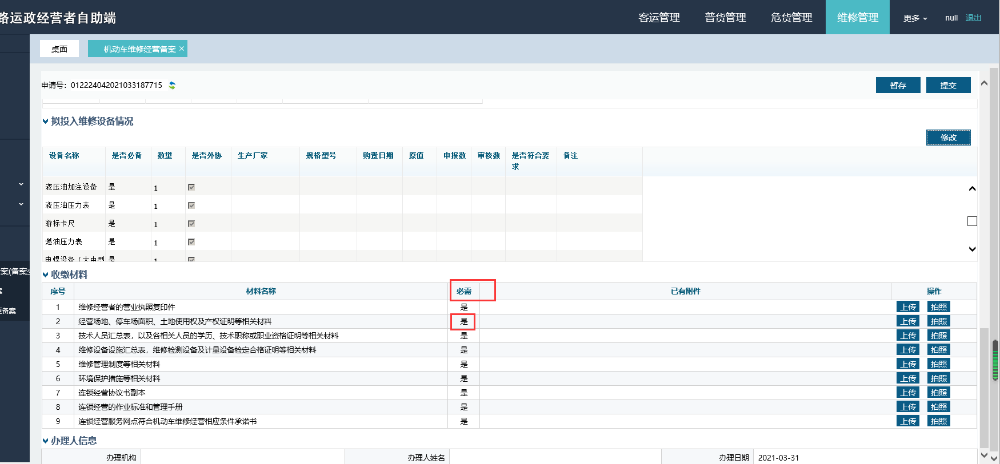 路运政经营者自助端
客运管理 普货管理 危货管理 维修管理 更多 null 退出
桌面 机动车维修经营备案 ×
申请号：012224042021033187715 暂存 提交
拟投入维修设备情况
修改
设备名称 是否必备 数量 是否外协 生产厂家 规格型号 购置日期 原值 申报数 审核数 是否符合要求 备注
液压油加注设备 是 1
液压油压力表 是 1
游标卡尺 是 1
燃油压力表 是 1
电焊设备（大中型 是 1
案(备案变
备案
收缴材料
序号 材料名称 必需 已有附件 操作
1 维修经营者的营业执照复印件 是 上传 拍照
2 经营场地、停车场面积、土地使用权及产权证明等相关材料 是 上传 拍照
3 技术人员汇总表，以及各相关人员的学历、技术职称或职业资格证明等相关材料 是 上传 拍照
4 维修设备设施汇总表，维修检测设备及计量设备检定合格证明等相关材料 是 上传 拍照
5 维修管理制度等相关材料 是 上传 拍照
6 环境保护措施等相关材料 是 上传 拍照
7 连锁经营协议书副本 是 上传 拍照
8 连锁经营的作业标准和管理手册 是 上传 拍照
9 连锁经营服务网点符合机动车维修经营相应条件承诺书 是 上传 拍照
办理人信息
办理机构 办理人姓名 办理日期 2021-03-31